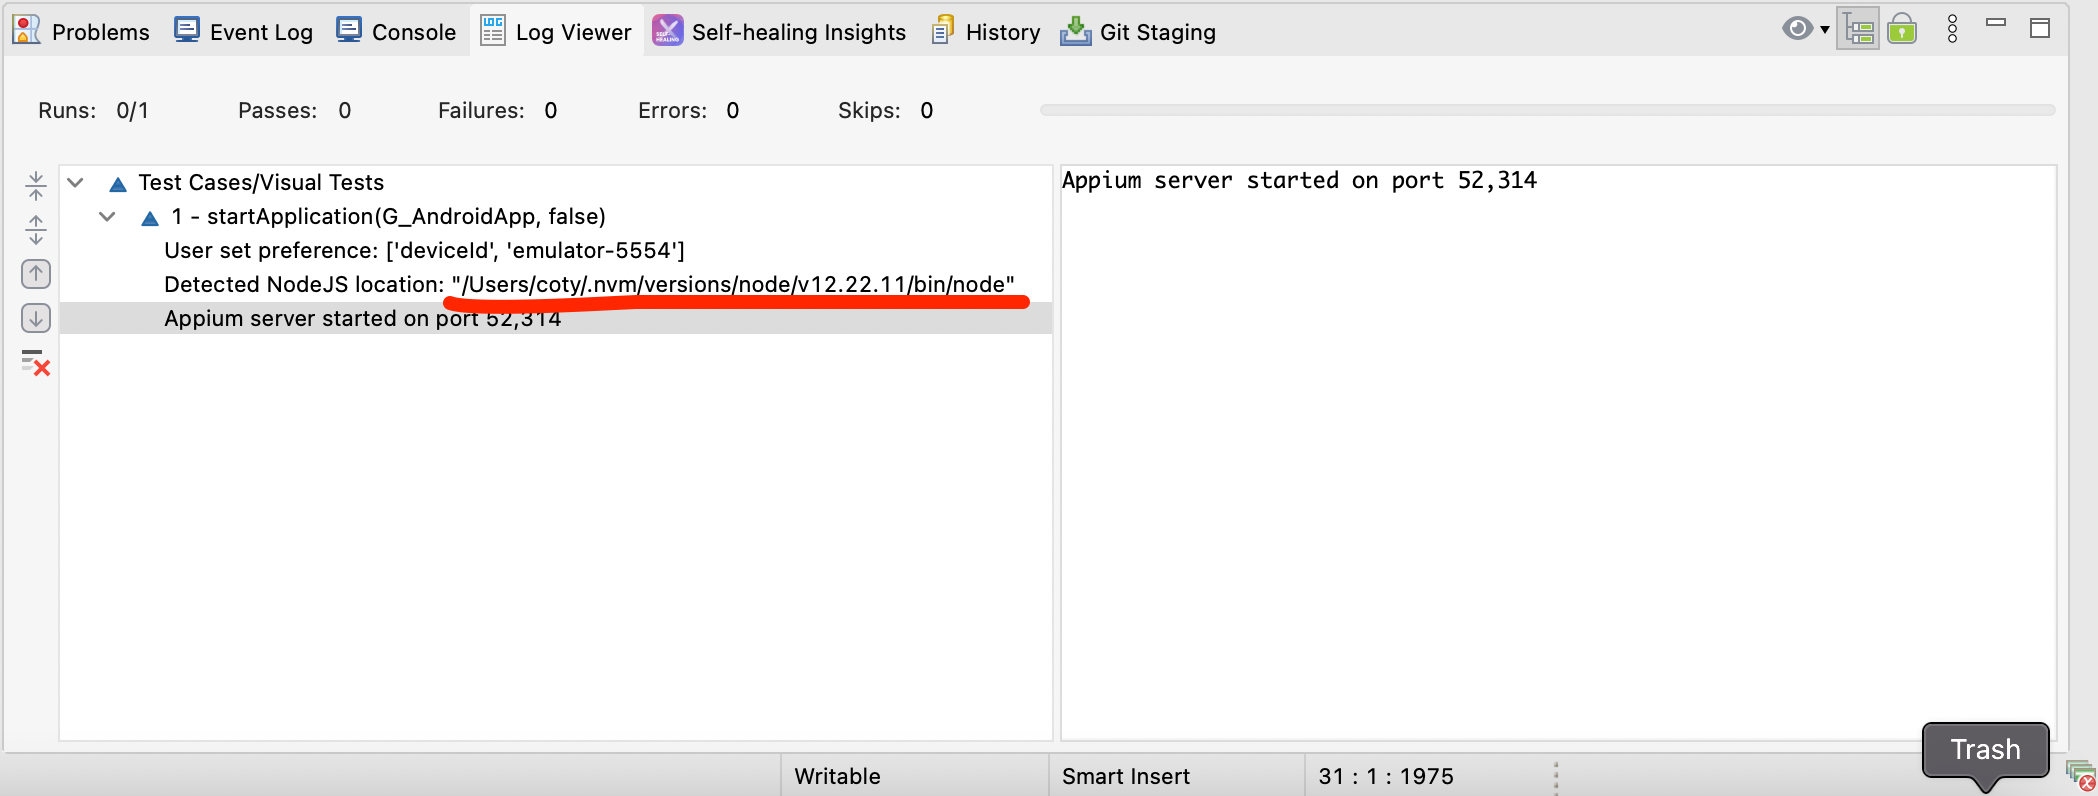 Problems Event Log Console Log Viewer Self-healing Insights History Git Staging
Runs: 0/1 Passes: 0 Failures: 0 Errors: 0 Skips: 0
Test Cases/Visual Tests
1 - startApplication(G_AndroidApp, false)
User set preference: ['deviceId', 'emulator-5554']
Detected NodeJS location: "/Users/coty/.nvm/versions/node/v12.22.11/bin/node"
Appium server started on port 52,314
Appium server started on port 52,314
Trash
Writable Smart Insert 31 : 1 : 1975